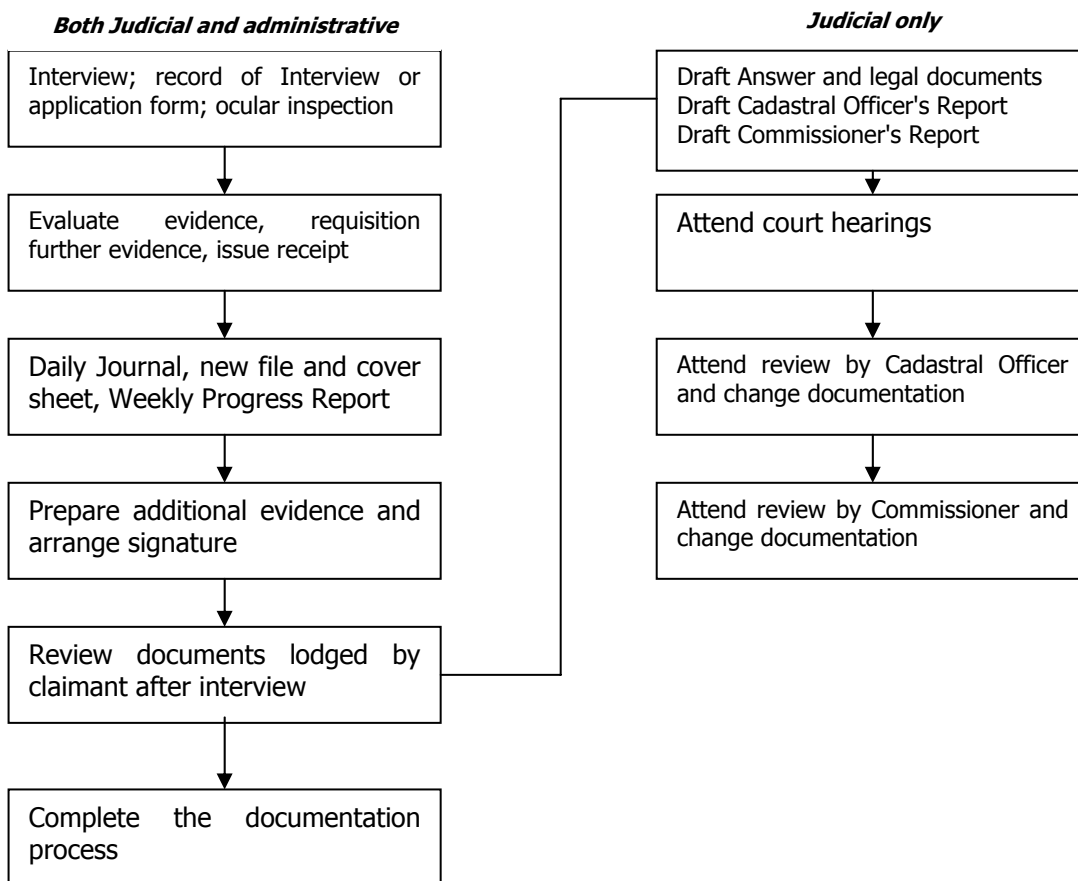 Both Judicial and administrative
Interview; record of Interview or
application form; ocular inspection
Evaluate evidence, requisition
further evidence, issue receipt
Daily Journal, new file and cover
sheet, Weekly Progress Report
Prepare additional evidence and
arrange signature
Review documents lodged by
claimant after interview
Complete the documentation
process
Judicial only
Draft Answer and legal documents
Draft Cadastral Officer's Report
Draft Commissioner's Report
Attend court hearings
Attend review by Cadastral Officer
and change documentation
Attend review by Commissioner and
change documentation